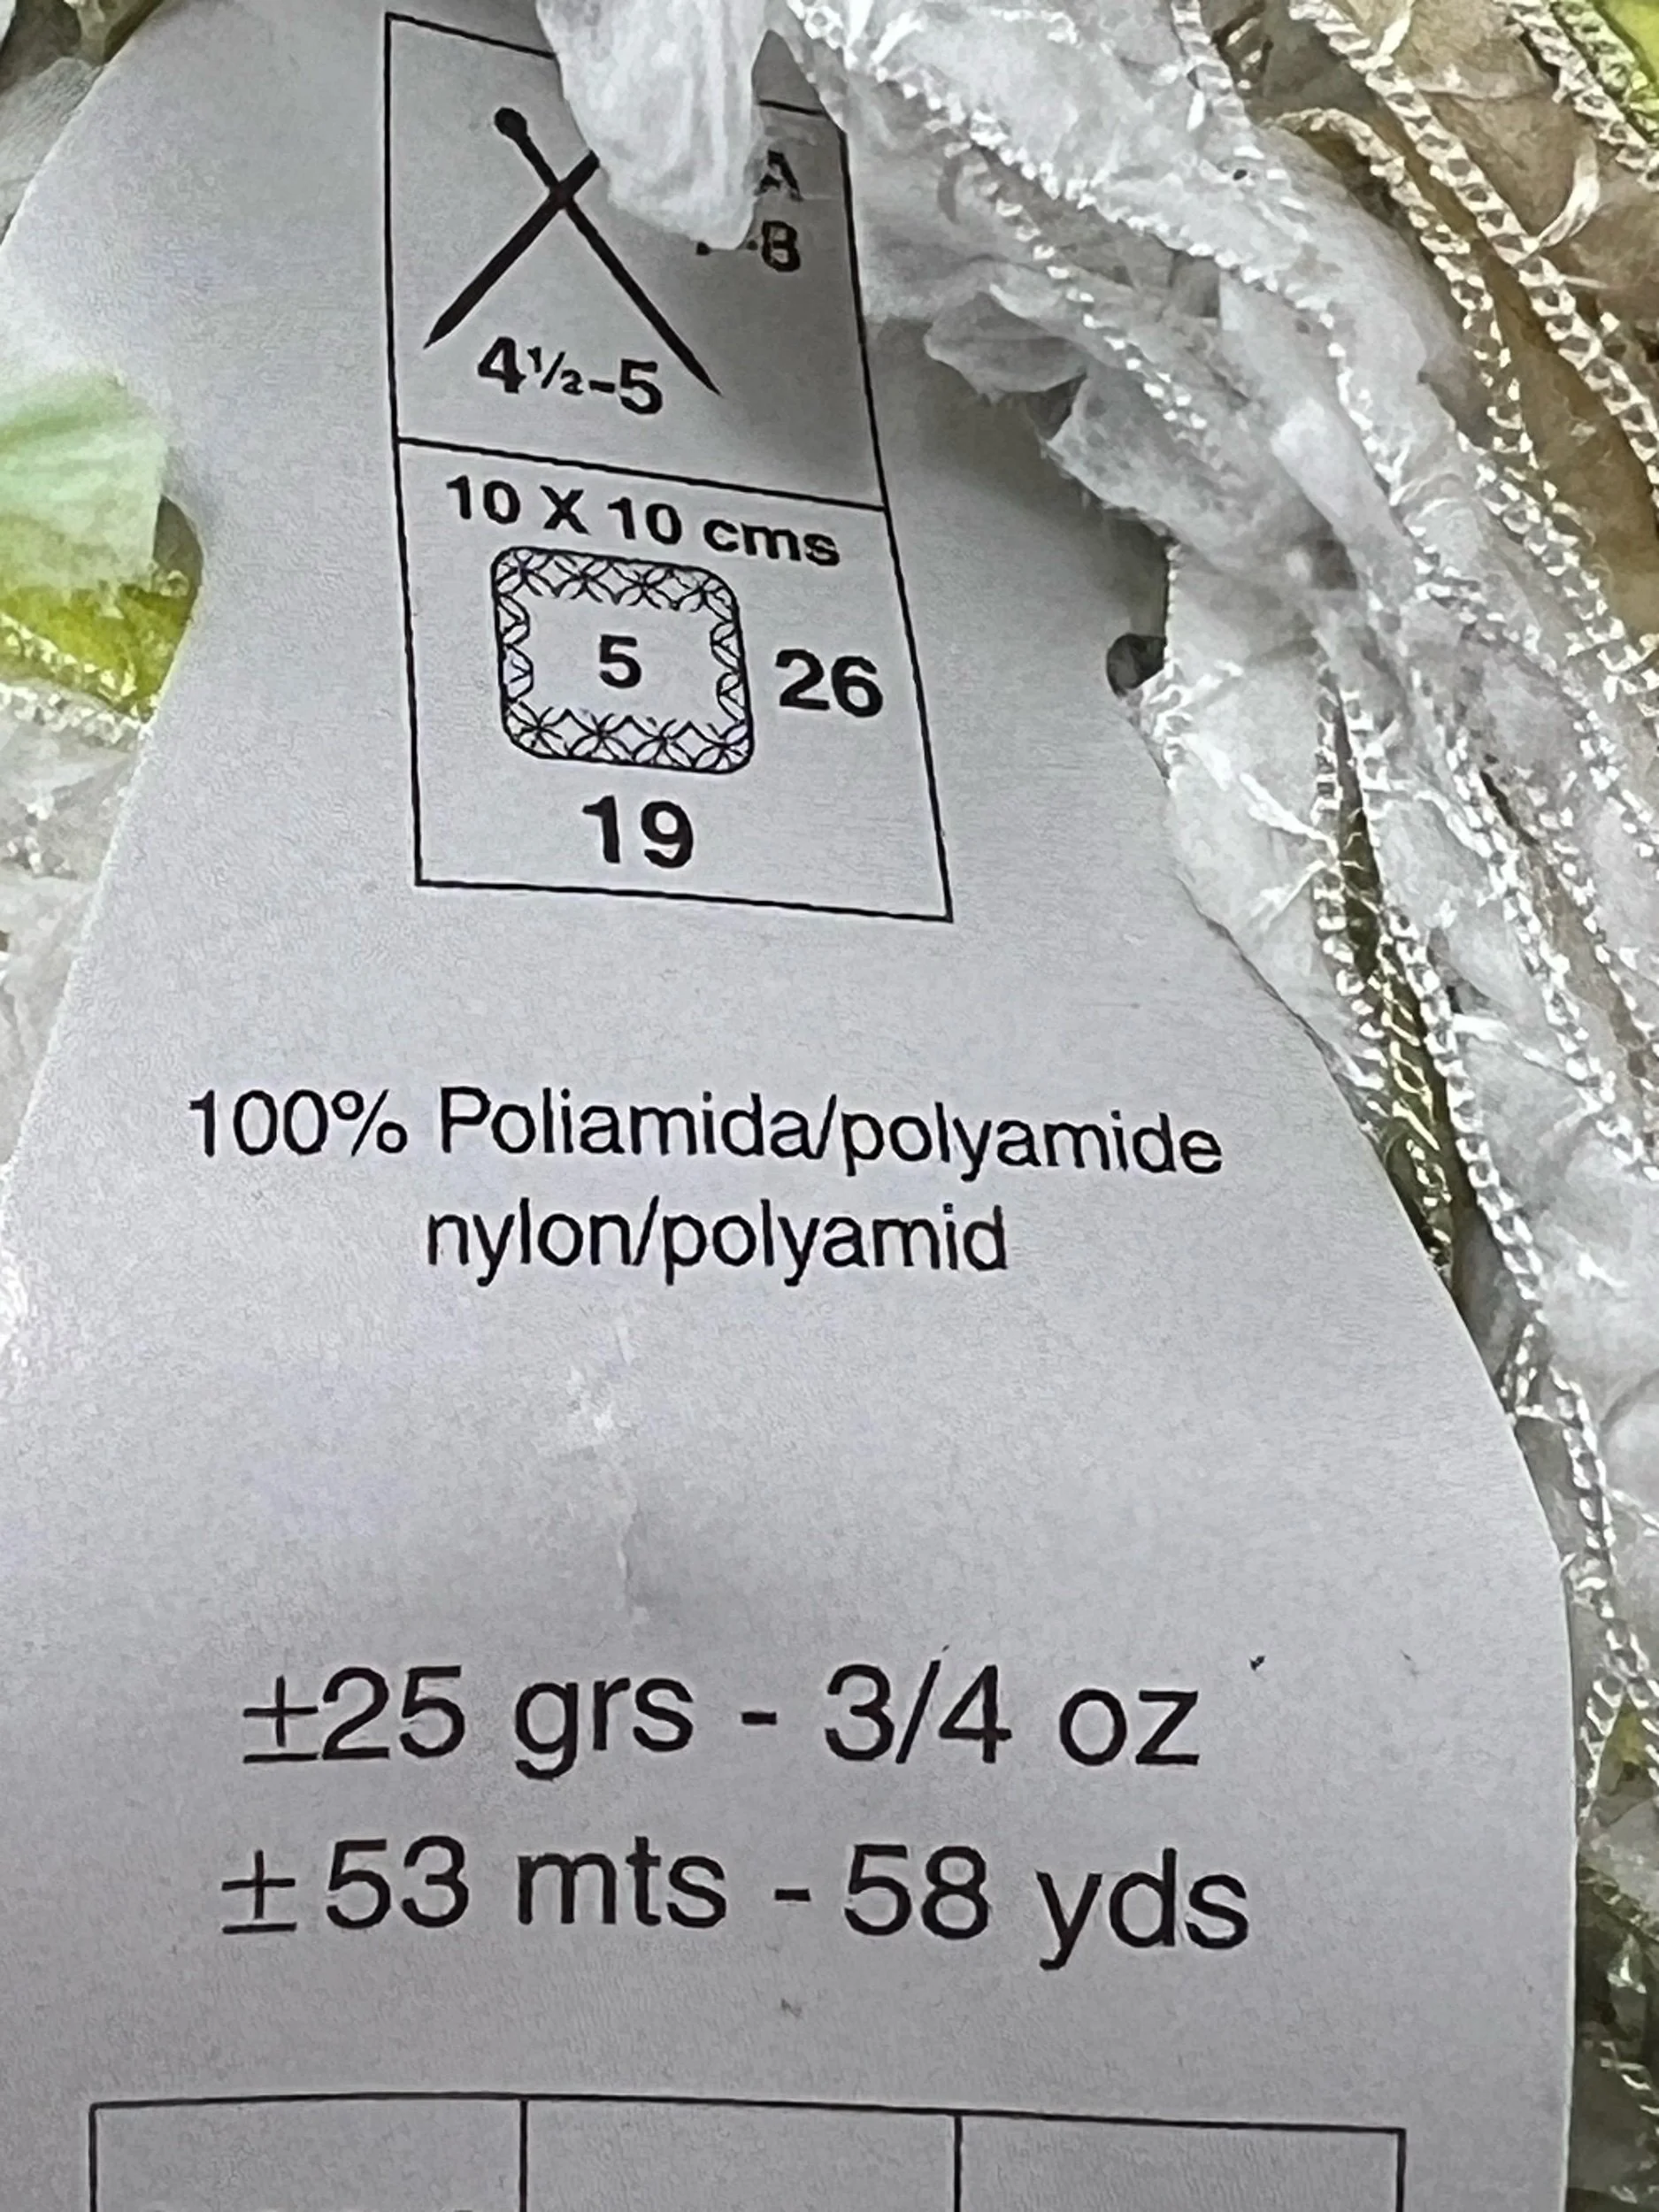 4½-5
10 X 10 cms
5
26
19
100% Poliamida/polyamide
nylon/polyamid
±25 grs - 3/4 oz
±53 mts - 58 yds